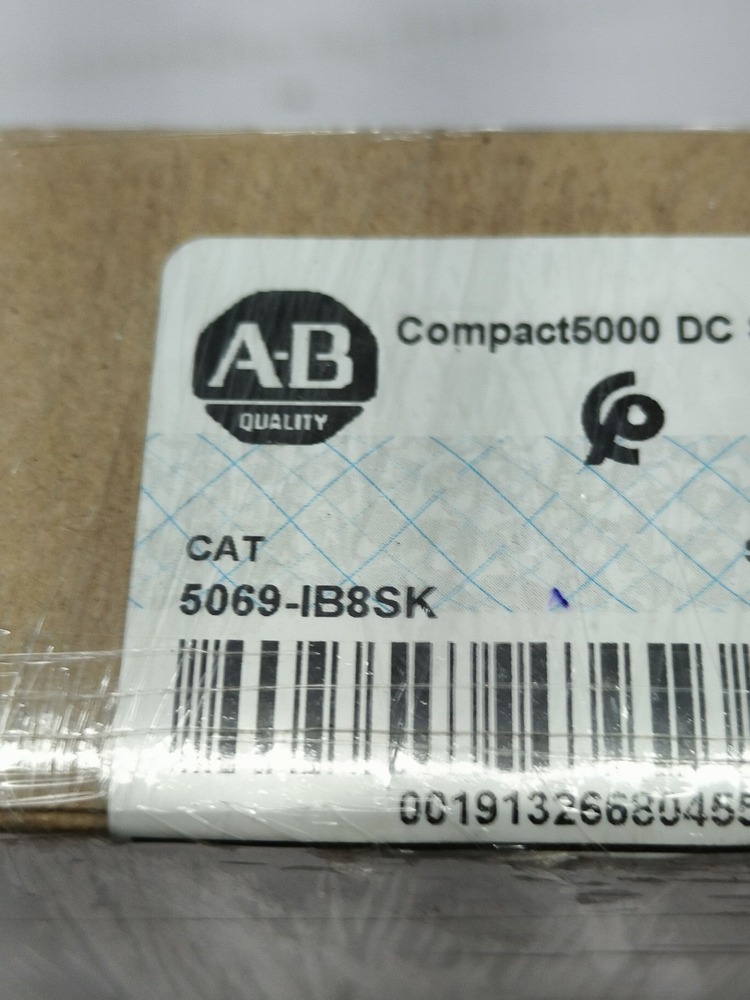 A-B
QUALITY
Compact5000 DC
CAT
5069-IB8SK